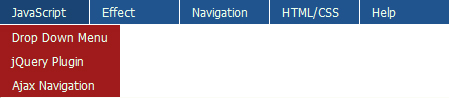 JavaScript Effect Navigation HTML/CSS Help
Drop Down Menu
jQuery Plugin
Ajax Navigation